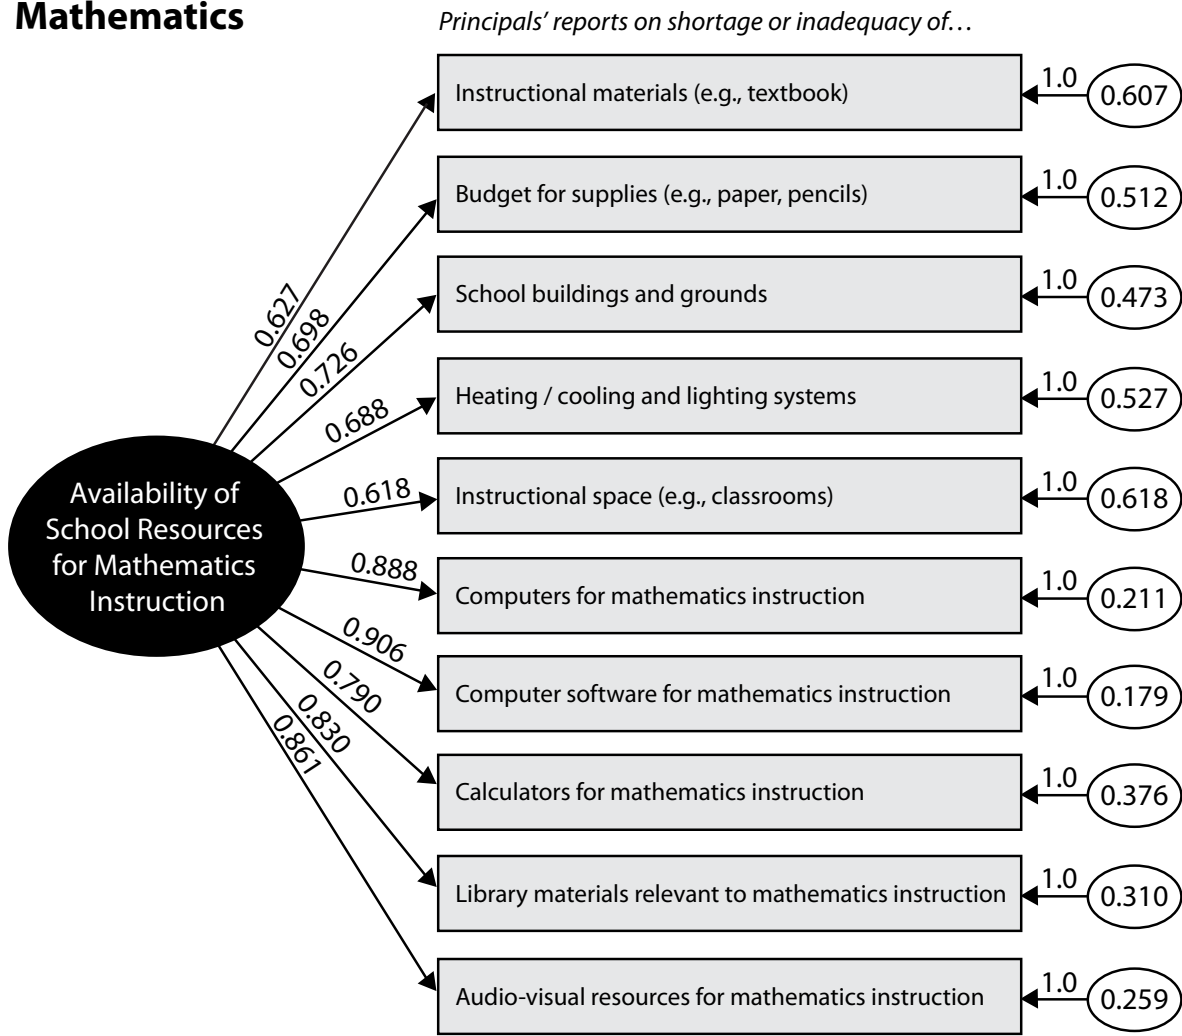 Mathematics
Principals' reports on shortage or inadequacy of…
Instructional materials (e.g., textbook)
1.0
0.607
Budget for supplies (e.g., paper, pencils)
1.0
0.512
School buildings and grounds
1.0
0.473
Heating / cooling and lighting systems
1.0
0.527
Instructional space (e.g., classrooms)
1.0
0.618
Computers for mathematics instruction
1.0
0.211
Computer software for mathematics instruction
1.0
0.179
Calculators for mathematics instruction
1.0
0.376
Library materials relevant to mathematics instruction
1.0
0.310
Audio-visual resources for mathematics instruction
1.0
0.259
0.627
0.698
0.726
0.688
0.618
0.888
0.906
0.790
0.830
0.861
Availability of
School Resources
for Mathematics
Instruction